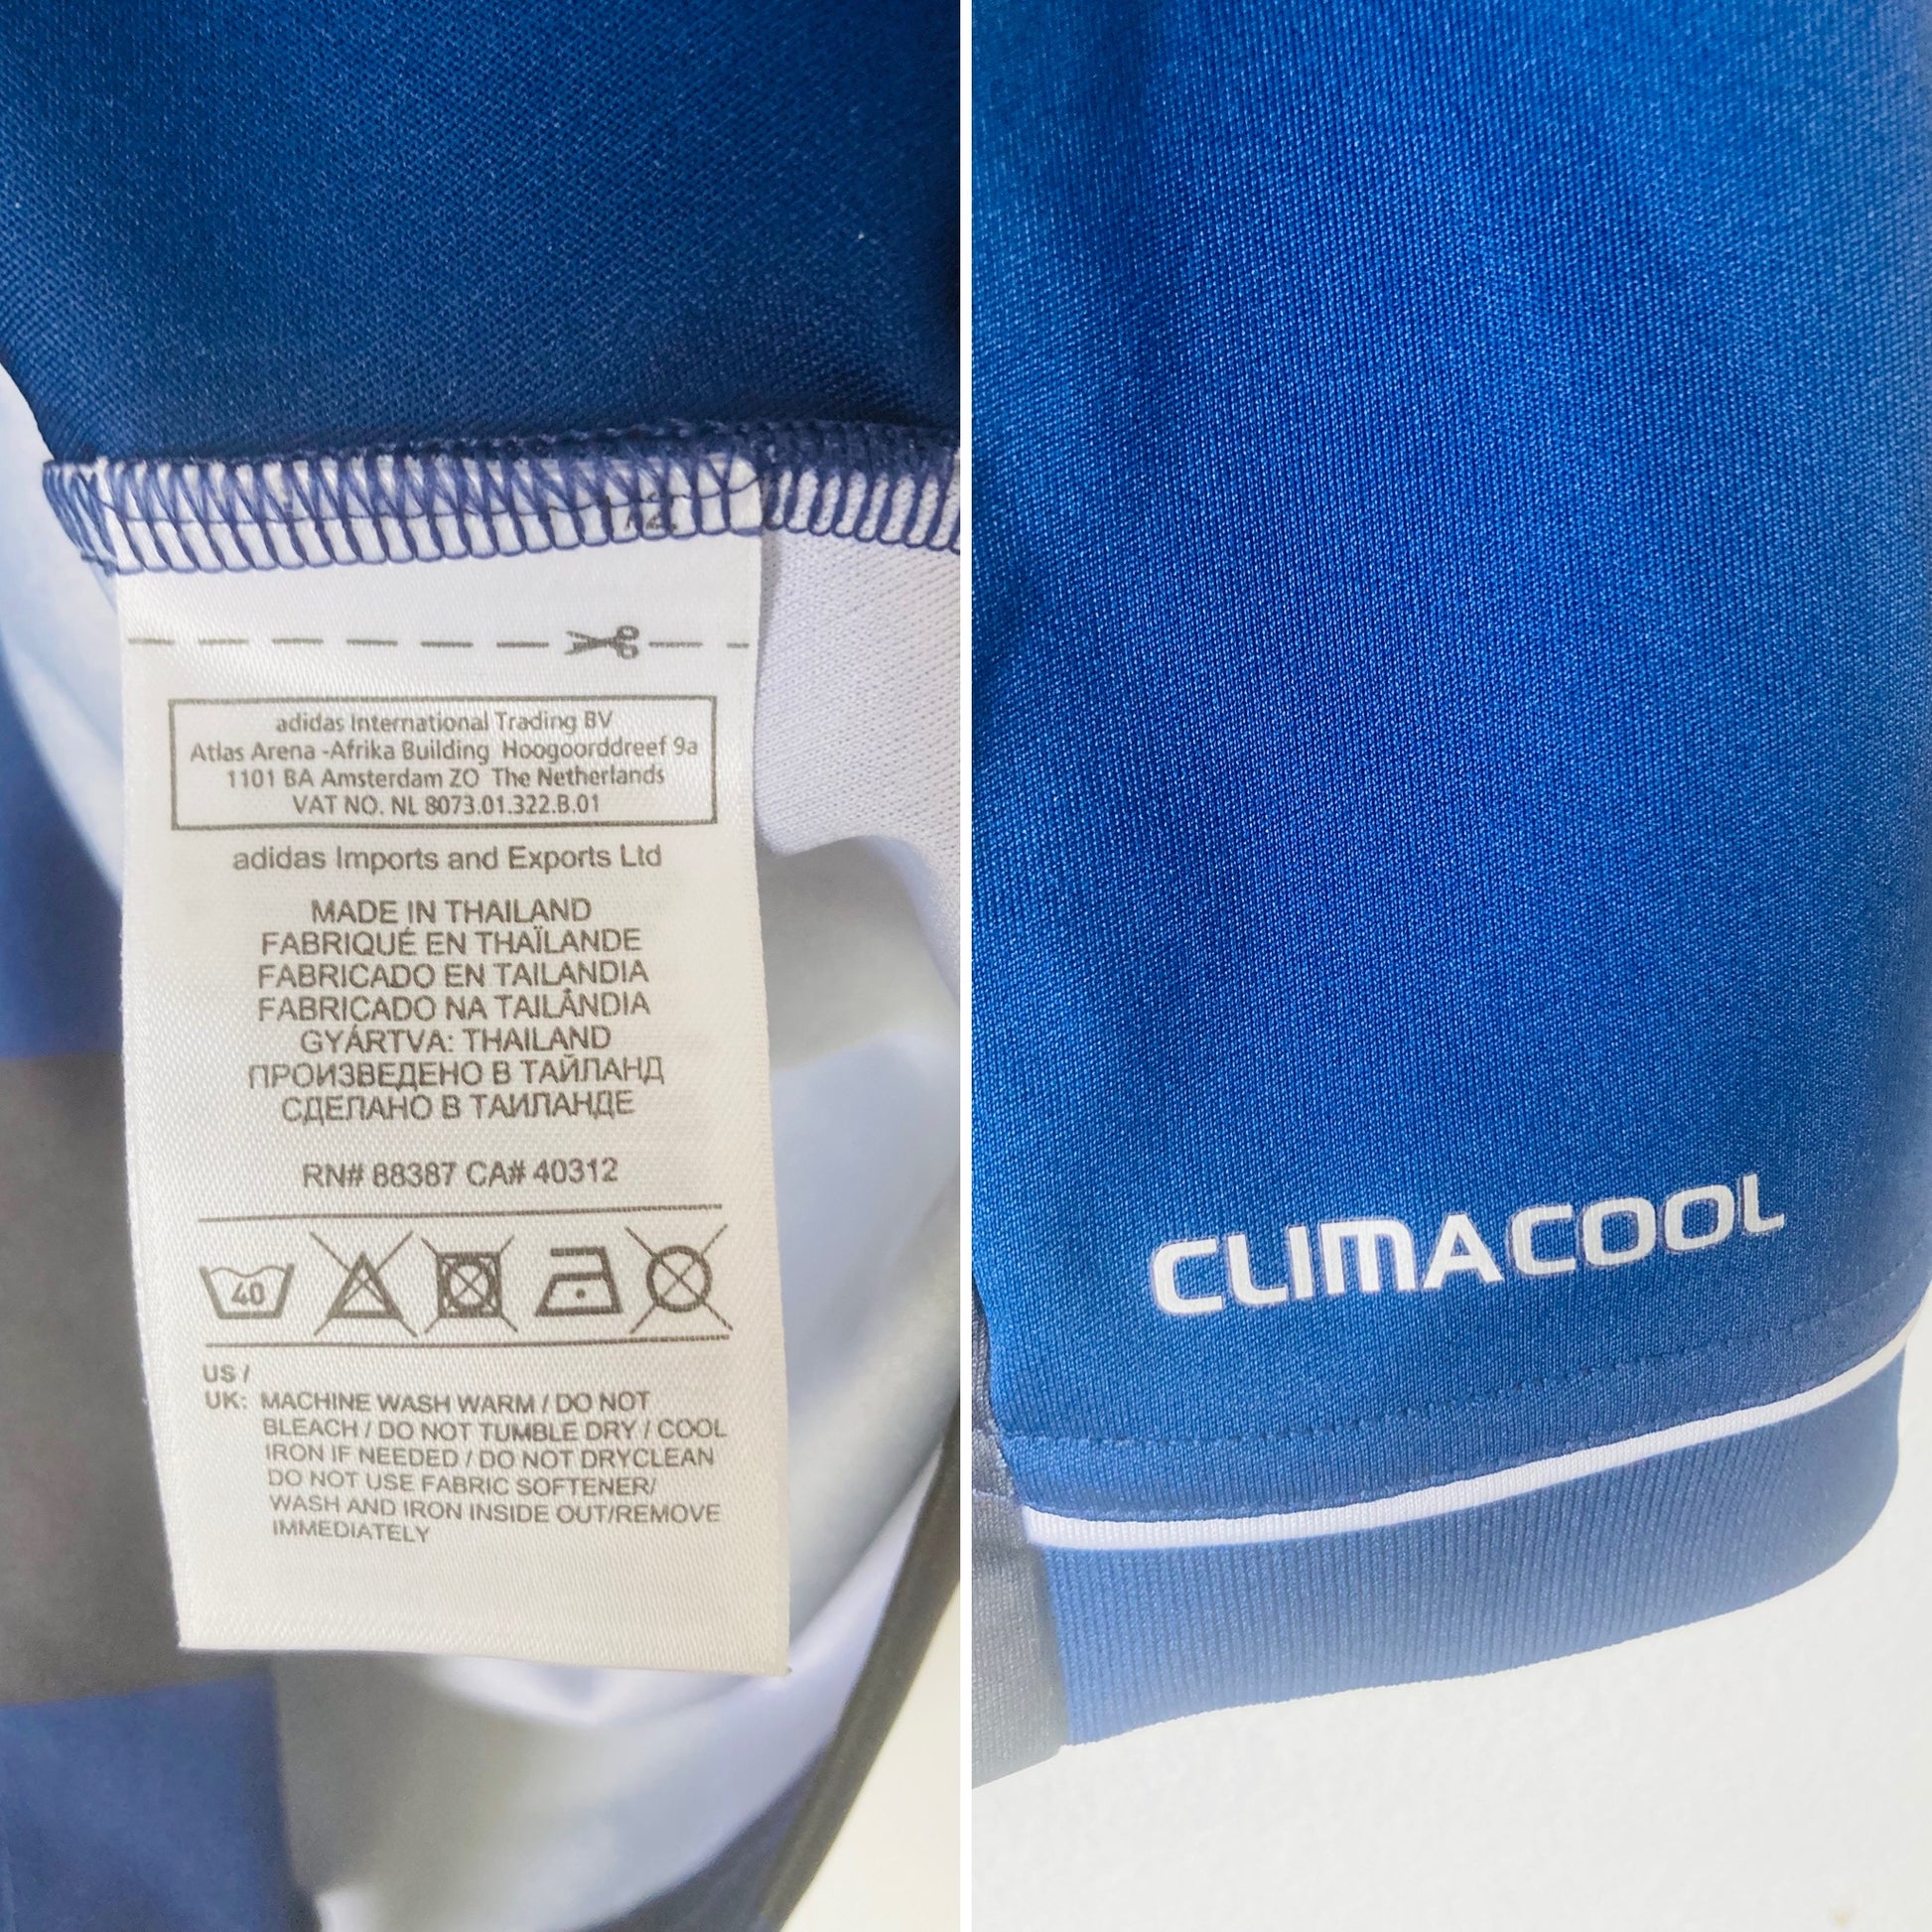 adidas International Trading BV
Atlas Arena -Afrika Building Hoogoorddreef 9a
1101 BA Amsterdam ZO The Netherlands
VAT NO. NL 8073.01.322.B.01
adidas Imports and Exports Ltd
MADE IN THAILAND
FABRIQUÉ EN THAÏLANDE
FABRICADO EN TAILANDIA
FABRICADO NA TAILÂNDIA
GYÁRTVA: THAILAND
ПРОИЗВЕДЕНО В ТАЙЛАНД
СДЕЛАНО В ТАИЛАНДЕ
RN# 88387 CA# 40312
40
US /
UK: MACHINE WASH WARM / DO NOT
BLEACH / DO NOT TUMBLE DRY / COOL
IRON IF NEEDED / DO NOT DRYCLEAN
DO NOT USE FABRIC SOFTENER/
WASH AND IRON INSIDE OUT/REMOVE
IMMEDIATELY
CLIMACOOL